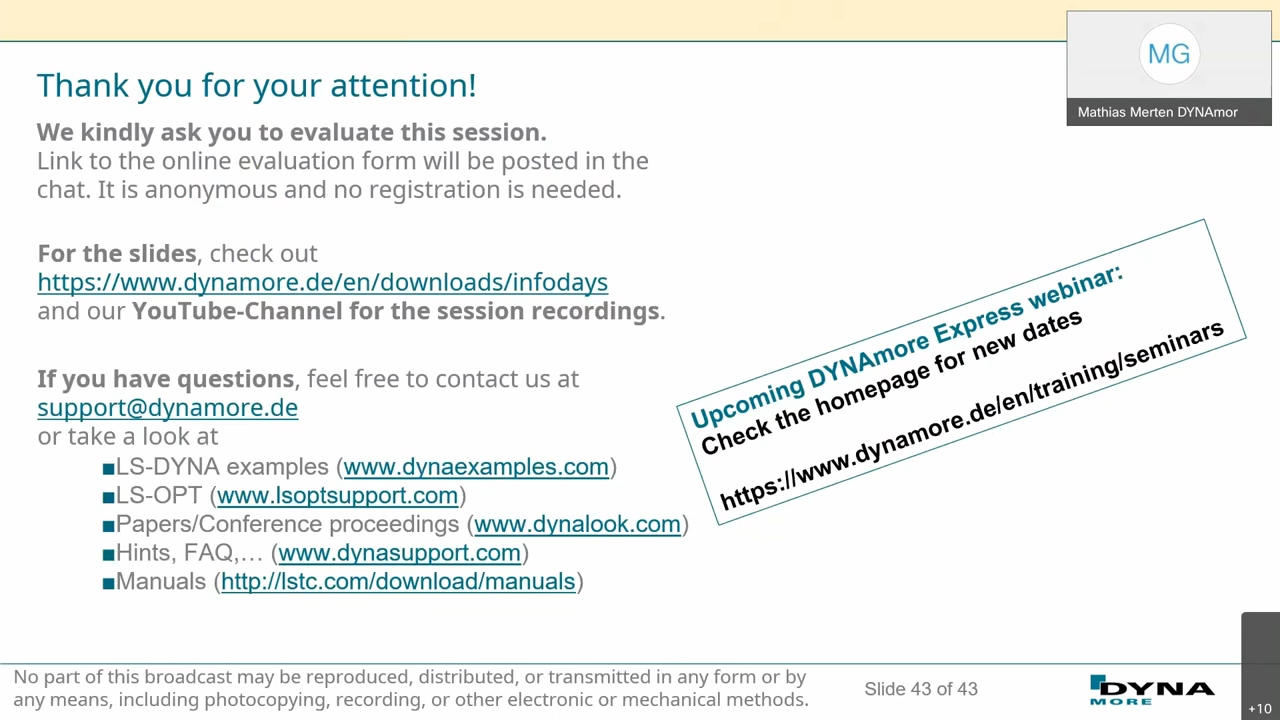 MG
Mathias Merten DYNAmor
Thank you for your attention!
We kindly ask you to evaluate this session.
Link to the online evaluation form will be posted in the
chat. It is anonymous and no registration is needed.
For the slides, check out
https://www.dynamore.de/en/downloads/infodays
and our YouTube-Channel for the session recordings.
If you have questions, feel free to contact us at
support@dynamore.de
or take a look at
■LS-DYNA examples (www.dynaexamples.com)
■LS-OPT (www.lsoptsupport.com)
■Papers/Conference proceedings (www.dynalook.com)
■Hints, FAQ,… (www.dynasupport.com)
■Manuals (http://lstc.com/download/manuals)
Upcoming DYNAmore Express webinar:
Check the homepage for new dates
https://www.dynamore.de/en/training/seminars
No part of this broadcast may be reproduced, distributed, or transmitted in any form or by
any means, including photocopying, recording, or other electronic or mechanical methods.
Slide 43 of 43
DYNA
MORE
+10